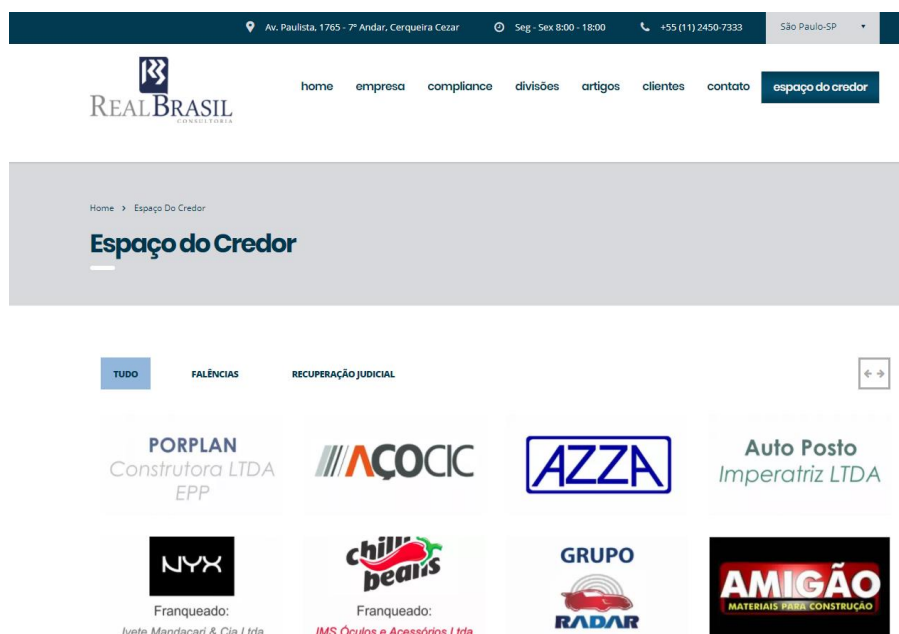 Av. Paulista, 1765 - 7º Andar, Cerqueira Cezar Seg - Sex 8:00 - 18:00 +55 (11) 2450-7333 São Paulo-SP
REALBRASIL
CONSULTORIA
home empresa compliance divisões artigos clientes contato espaço do credor
Home > Espaço Do Credor
Espaço do Credor
TUDO FALÊNCIAS RECUPERAÇÃO JUDICIAL
PORPLAN
Construtora LTDA
EPP
AÇOCIC
AZZA
Auto Posto
Imperatriz LTDA
NYX
Franqueado:
Ivete Mandacari & Cia Ltda
chilli
beans
Franqueado:
IMS Óculos e Acessórios Ltda
GRUPO
RADAR
AMIGÃO
MATERIAIS PARA CONSTRUÇÃO